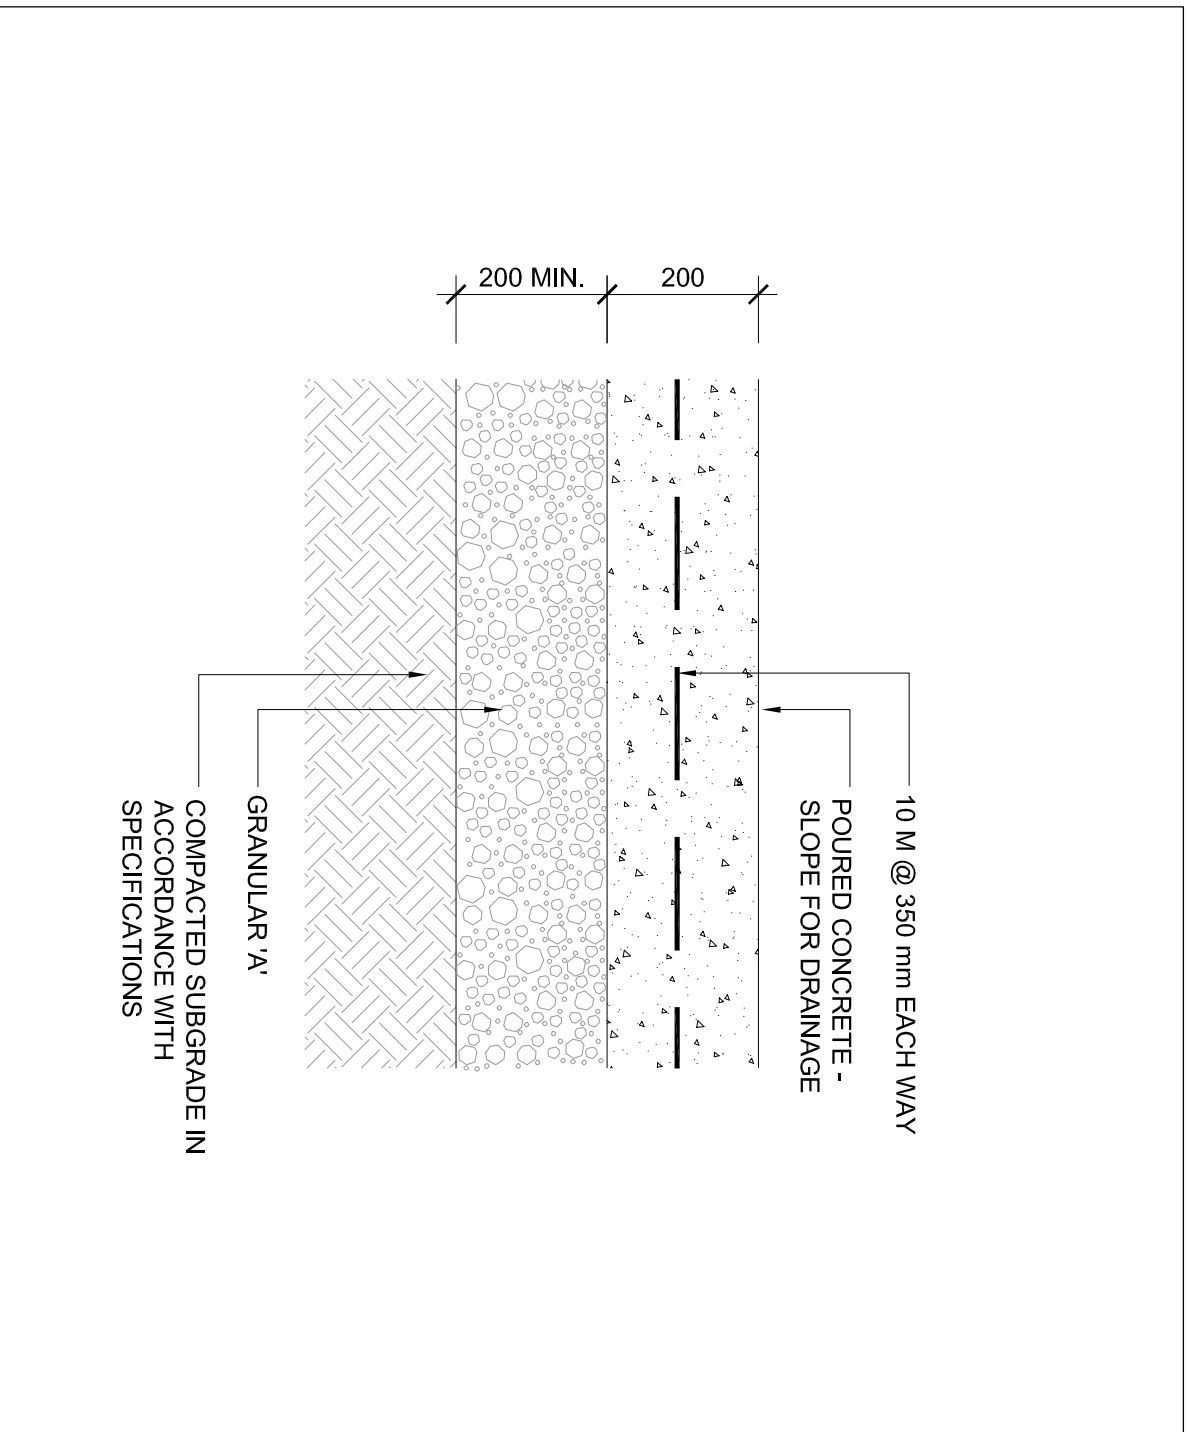 200 MIN.
200
10 M @ 350 mm EACH WAY
POURED CONCRETE -
SLOPE FOR DRAINAGE
GRANULAR 'A'
COMPACTED SUBGRADE IN
ACCORDANCE WITH
SPECIFICATIONS